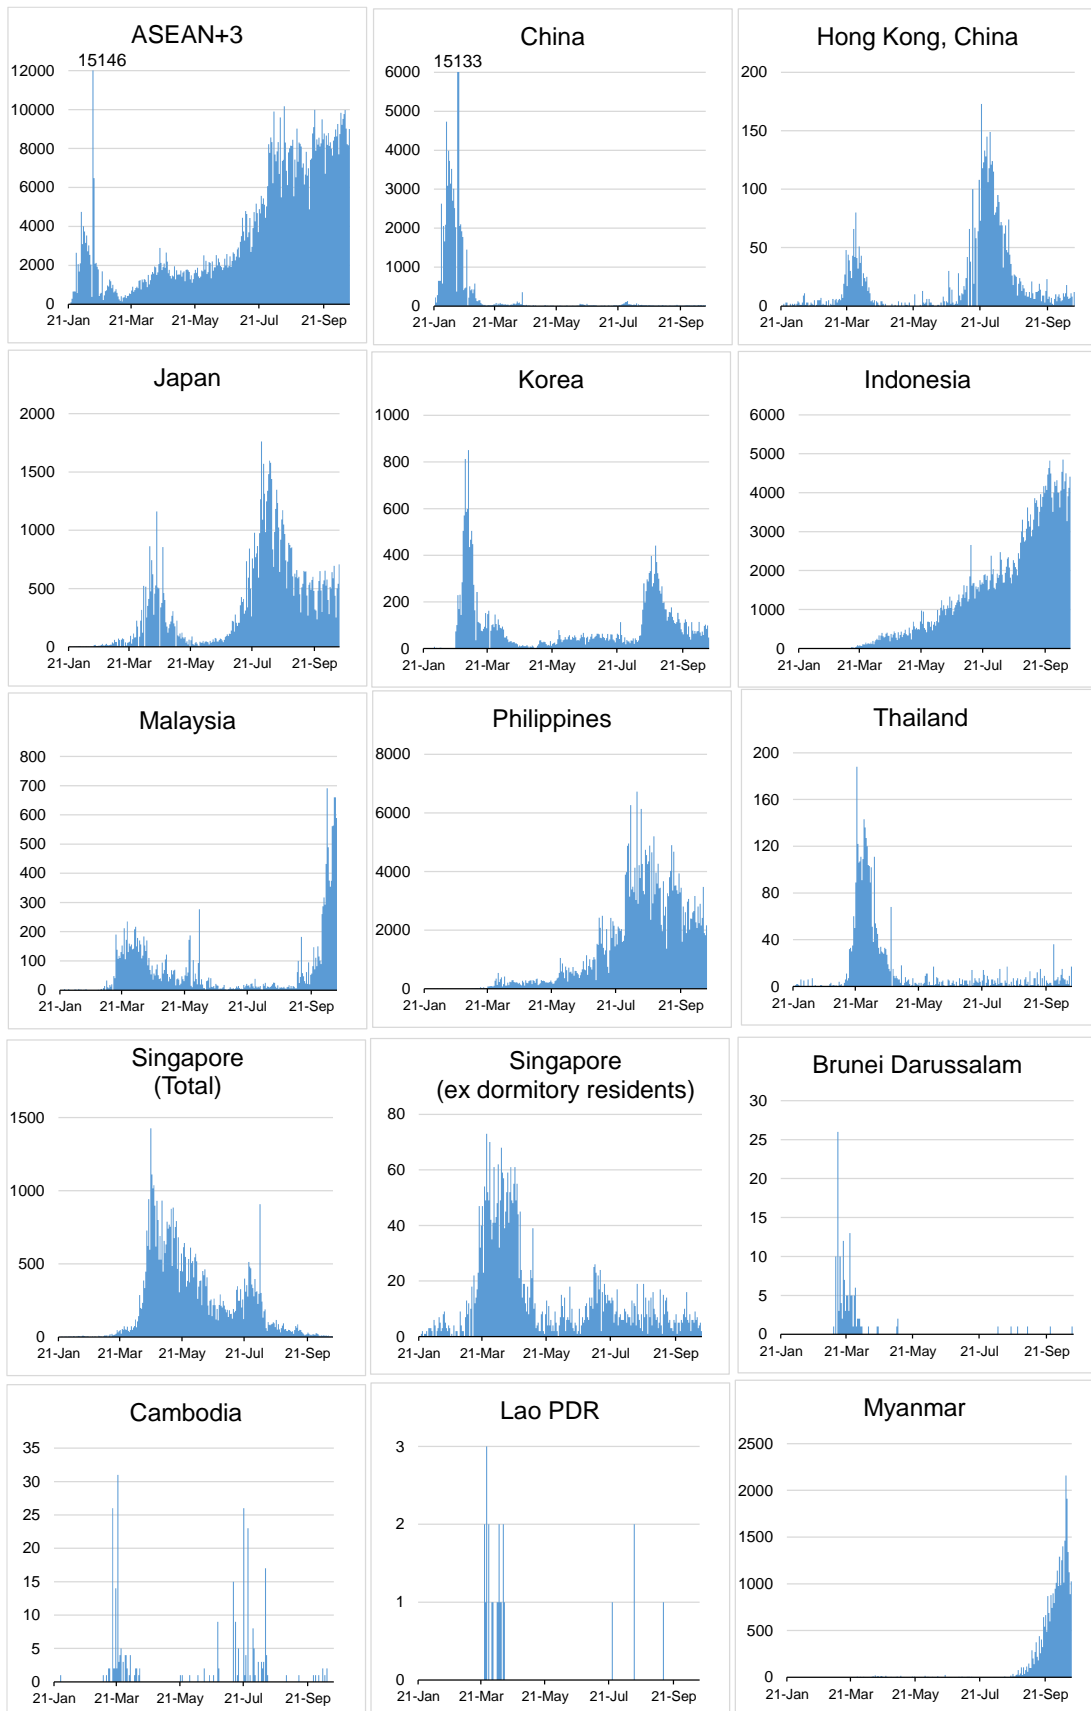 ASEAN+3
15146
12000
10000
8000
6000
4000
2000
0
21-Jan 21-Mar 21-May 21-Jul 21-Sep
China
15133
6000
5000
4000
3000
2000
1000
0
21-Jan 21-Mar 21-May 21-Jul 21-Sep
Hong Kong, China
200
150
100
50
0
21-Jan 21-Mar 21-May 21-Jul 21-Sep
Japan
2000
1500
1000
500
0
21-Jan 21-Mar 21-May 21-Jul 21-Sep
Korea
1000
800
600
400
200
0
21-Jan 21-Mar 21-May 21-Jul 21-Sep
Indonesia
6000
5000
4000
3000
2000
1000
0
21-Jan 21-Mar 21-May 21-Jul 21-Sep
Malaysia
800
700
600
500
400
300
200
100
0
21-Jan 21-Mar 21-May 21-Jul 21-Sep
Philippines
8000
6000
4000
2000
0
21-Jan 21-Mar 21-May 21-Jul 21-Sep
Thailand
200
160
120
80
40
0
21-Jan 21-Mar 21-May 21-Jul 21-Sep
Singapore
(Total)
1500
1000
500
0
21-Jan 21-Mar 21-May 21-Jul 21-Sep
Singapore
(ex dormitory residents)
80
60
40
20
0
21-Jan 21-Mar 21-May 21-Jul 21-Sep
Brunei Darussalam
30
25
20
15
10
5
0
21-Jan 21-Mar 21-May 21-Jul 21-Sep
Cambodia
35
30
25
20
15
10
5
0
21-Jan 21-Mar 21-May 21-Jul 21-Sep
Lao PDR
3
2
1
0
21-Jan 21-Mar 21-May 21-Jul 21-Sep
Myanmar
2500
2000
1500
1000
500
0
21-Jan 21-Mar 21-May 21-Jul 21-Sep